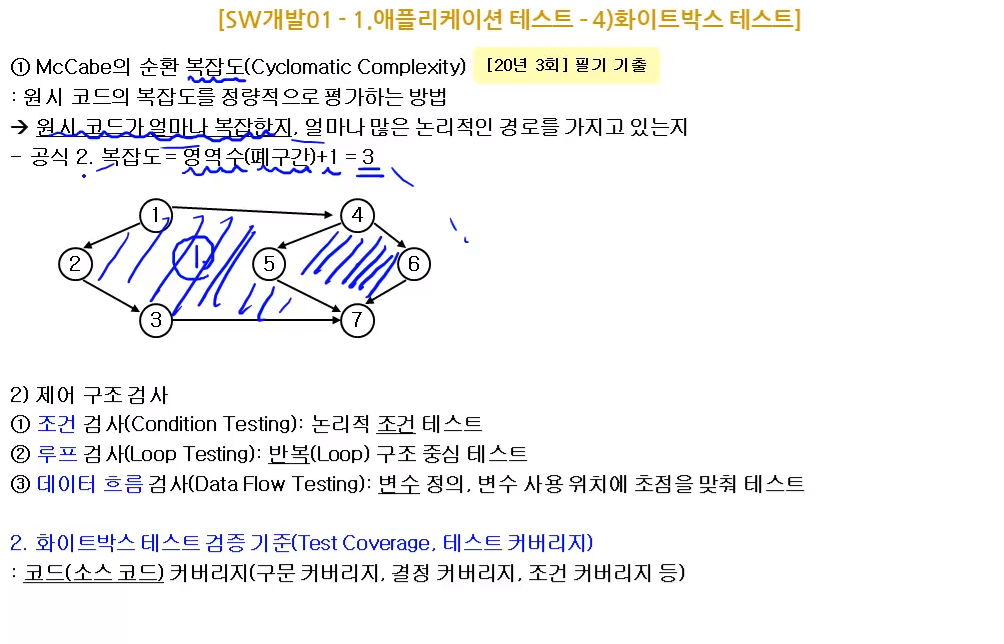 [SW개발01 - 1.애플리케이션 테스트 - 4)화이트박스 테스트]
① McCabe의 순환 복잡도(Cyclomatic Complexity) [20년 3회] 필기 기출
: 원시 코드의 복잡도를 정량적으로 평가하는 방법
→ 원시 코드가 얼마나 복잡한지, 얼마나 많은 논리적인 경로를 가지고 있는지
- 공식 2. 복잡도 = 영역수(폐구간)+1 = 3
1 4
2 1 5 6
3 7
2) 제어 구조 검사
① 조건 검사(Condition Testing): 논리적 조건 테스트
② 루프 검사(Loop Testing): 반복(Loop) 구조 중심 테스트
③ 데이터 흐름 검사(Data Flow Testing): 변수 정의, 변수 사용 위치에 초점을 맞춰 테스트
2. 화이트박스 테스트 검증 기준(Test Coverage, 테스트 커버리지)
: 코드(소스 코드) 커버리지(구문 커버리지, 결정 커버리지, 조건 커버리지 등)